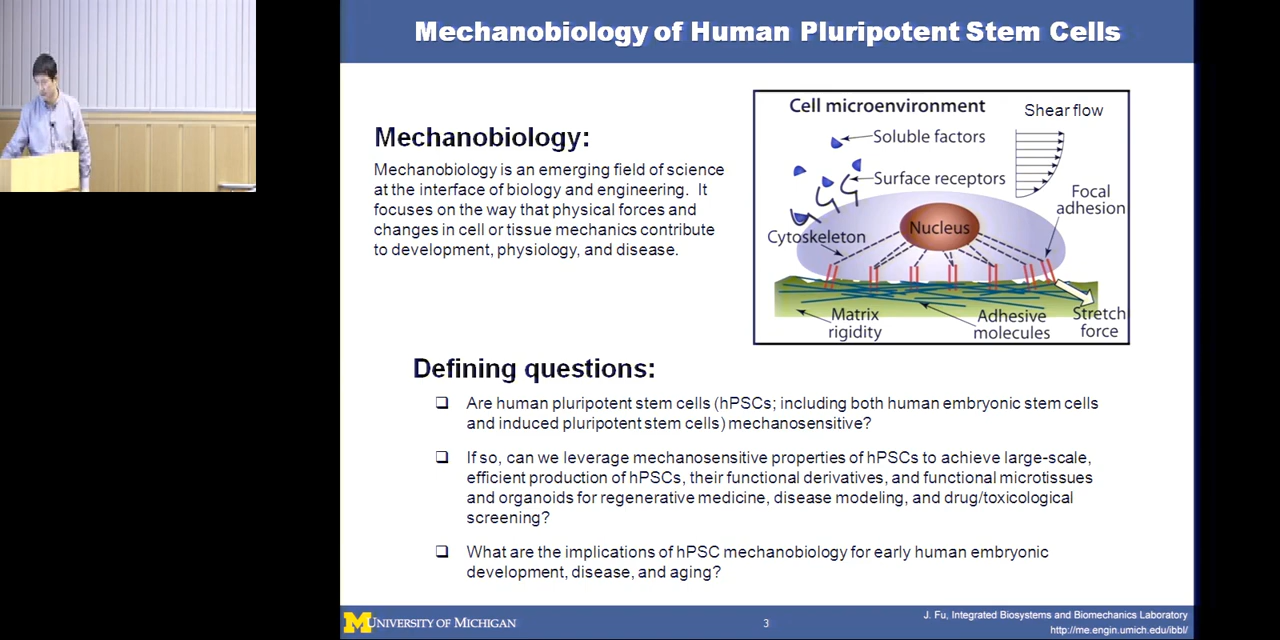 Mechanobiology of Human Pluripotent Stem Cells
Mechanobiology:
Mechanobiology is an emerging field of science
at the interface of biology and engineering. It
focuses on the way that physical forces and
changes in cell or tissue mechanics contribute
to development, physiology, and disease.
Cell microenvironment
Shear flow
Soluble factors
Surface receptors
Focal
adhesion
Nucleus
Cytoskeleton
Matrix
rigidity
Adhesive
molecules
Stretch
force
Defining questions:
❑ Are human pluripotent stem cells (hPSCs; including both human embryonic stem cells
and induced pluripotent stem cells) mechanosensitive?
❑ If so, can we leverage mechanosensitive properties of hPSCs to achieve large-scale,
efficient production of hPSCs, their functional derivatives, and functional microtissues
and organoids for regenerative medicine, disease modeling, and drug/toxicological
screening?
❑ What are the implications of hPSC mechanobiology for early human embryonic
development, disease, and aging?
M UNIVERSITY OF MICHIGAN
3
J. Fu, Integrated Biosystems and Biomechanics Laboratory
http://me.engin.umich.edu/ibbl/